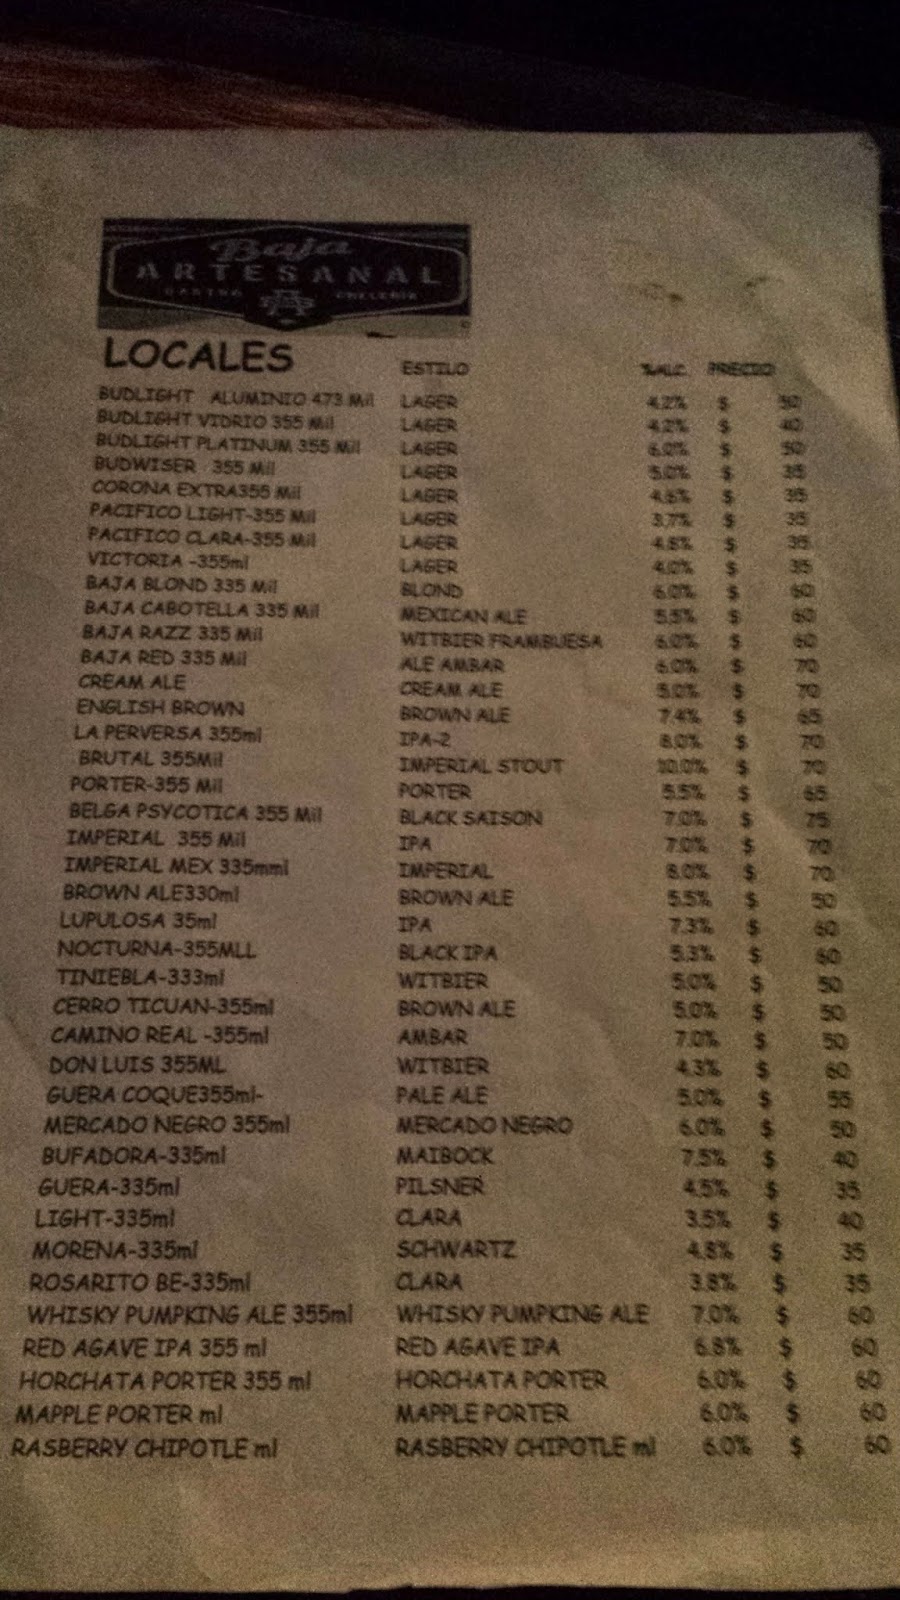 Baja
ARTESANAL
LOCALES ESTILO %ALC. PRECIO
BUDLIGHT ALUMINIO 473 Mil LAGER 4.2% $ 50
BUDLIGHT VIDRIO 355 Mil LAGER 4.2% $ 40
BUDLIGHT PLATINUM 355 Mil LAGER 6.0% $ 50
BUDWISER 355 Mil LAGER 5.0% $ 35
CORONA EXTRA355 Mil LAGER $ 35
PACIFICO LIGHT-355 Mil LAGER 3.7% $ 35
PACIFICO CLARA-355 Mil LAGER $ 35
VICTORIA -355ml LAGER 4.0% $ 35
BAJA BLOND 335 Mil BLOND 6.0% $ 60
BAJA CABOTELLA 335 Mil MEXICAN ALE 5.5% $ 60
BAJA RAZZ 335 Mil WITBIER FRAMBUESA 6.0% $ 60
BAJA RED 335 Mil ALE AMBAR 6.0% $ 70
CREAM ALE CREAM ALE 5.0% $ 70
ENGLISH BROWN BROWN ALE 7.4% $ 65
LA PERVERSA 355ml IPA-2 8.0% $ 70
BRUTAL 355Mil IMPERIAL STOUT 10.0% $ 70
PORTER-355 Mil PORTER 5.5% $ 65
BELGA PSYCOTICA 355 Mil BLACK SAISON 7.0% $ 75
IMPERIAL 355 Mil IPA 7.0% $ 70
IMPERIAL MEX 335mml IMPERIAL 8.0% $ 70
BROWN ALE330ml BROWN ALE 5.5% $ 50
LUPULOSA 35ml IPA 7.3% $ 60
NOCTURNA-355MLL BLACK IPA 5.3% $ 60
TINIEBLA-333ml WITBIER 5.0% $ 50
CERRO TICUAN-355ml BROWN ALE 5.0% $ 50
CAMINO REAL -355ml AMBAR 7.0% $ 50
DON LUIS 355ML WITBIER 4.3% $ 60
GUERA COQUE355ml- PALE ALE 5.0% $ 55
MERCADO NEGRO 355ml MERCADO NEGRO 6.0% $ 50
BUFADORA-335ml MAIBOCK 7.5% $ 40
GUERA-335ml PILSNER 4.5% $ 35
LIGHT-335ml CLARA 3.5% $ 40
MORENA-335ml SCHWARTZ 4.8% $ 35
ROSARITO BE-335ml CLARA 3.8% $ 35
WHISKY PUMPKING ALE 355ml WHISKY PUMPKING ALE 7.0% $ 60
RED AGAVE IPA 355 ml RED AGAVE IPA 6.8% $ 60
HORCHATA PORTER 355 ml HORCHATA PORTER 6.0% $ 60
MAPPLE PORTER ml MAPPLE PORTER 6.0% $ 60
RASBERRY CHIPOTLE ml RASBERRY CHIPOTLE ml 6.0% $ 60